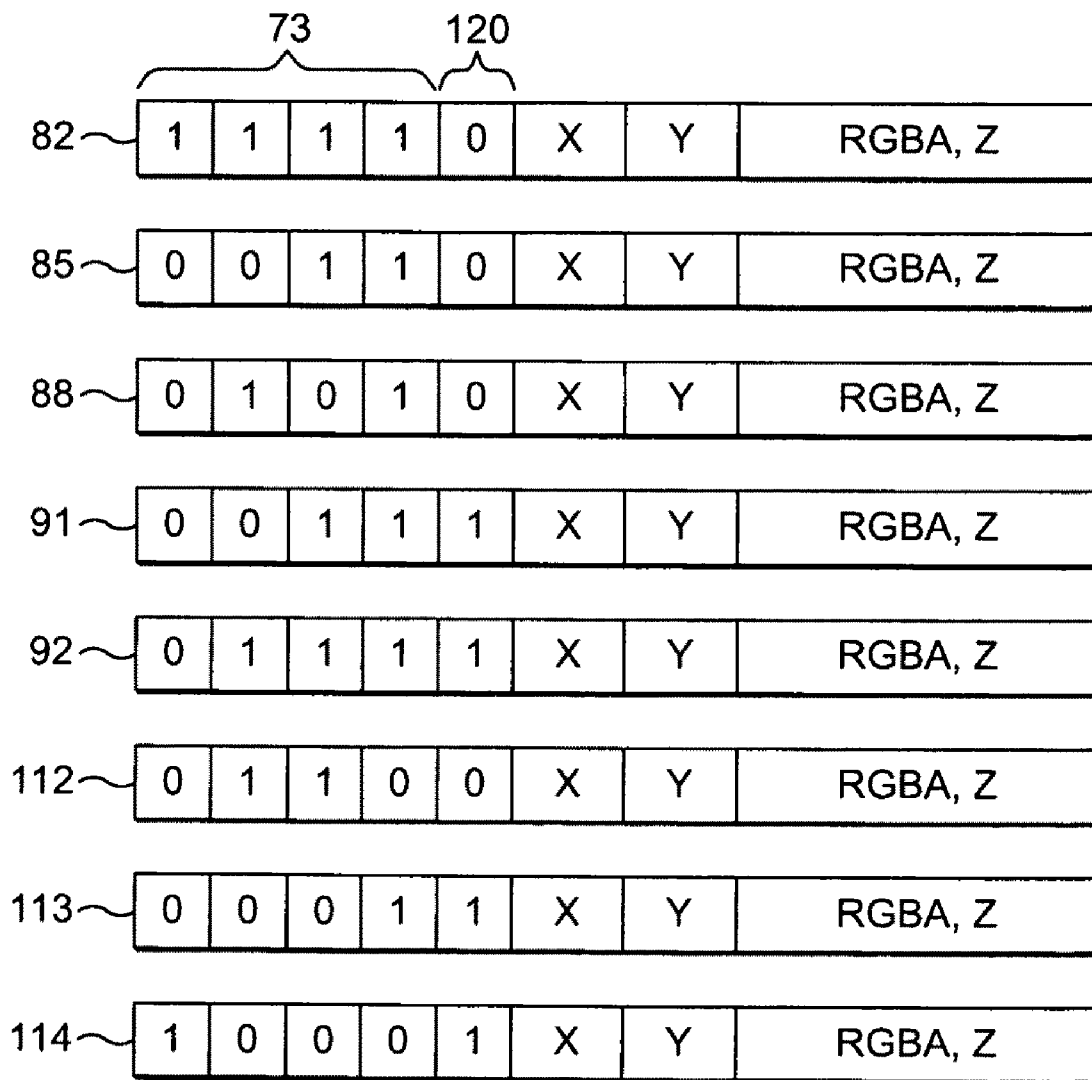 73 120
82 1 1 1 1 0 X Y RGBA, Z
85 0 0 1 1 0 X Y RGBA, Z
88 0 1 0 1 0 X Y RGBA, Z
91 0 0 1 1 1 X Y RGBA, Z
92 0 1 1 1 1 X Y RGBA, Z
112 0 1 1 0 0 X Y RGBA, Z
113 0 0 0 1 1 X Y RGBA, Z
114 1 0 0 0 1 X Y RGBA, Z